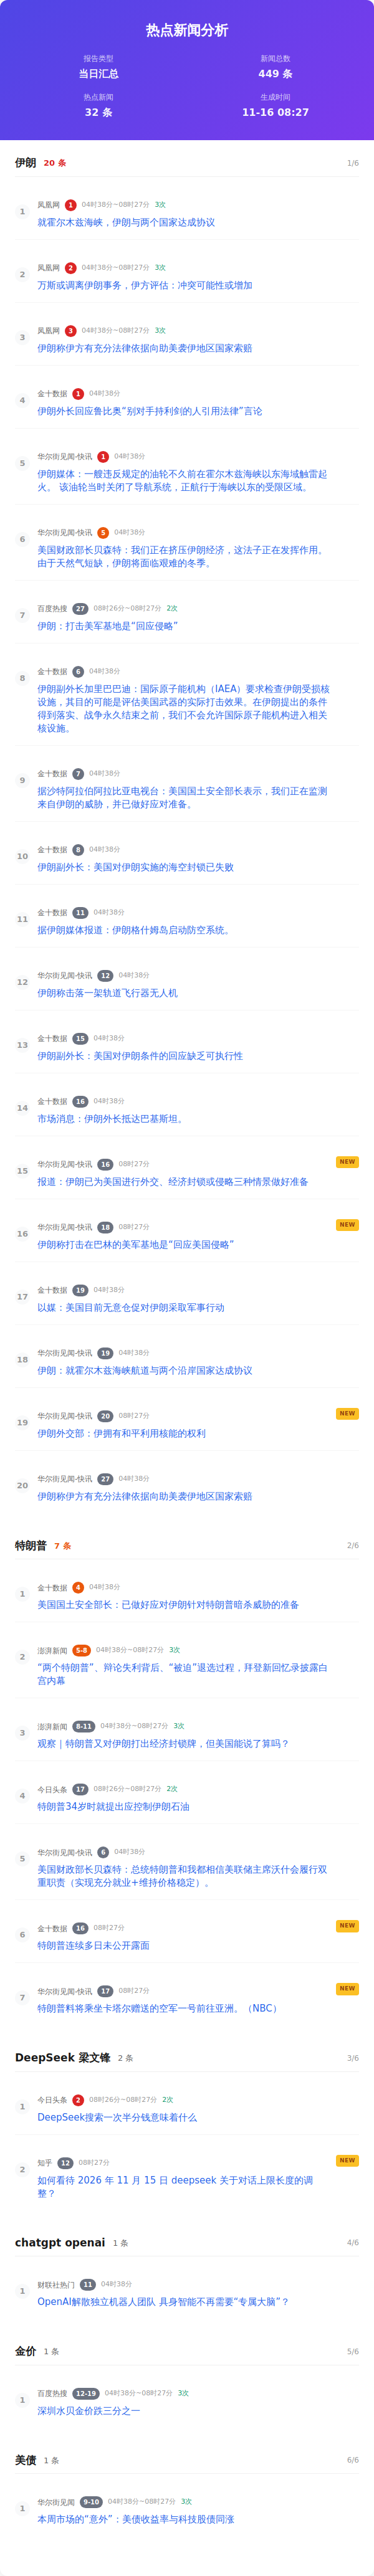 热点新闻分析
报告类型
当日汇总
新闻总数
449 条
热点新闻
32 条
生成时间
11-16 08:27
伊朗 20 条 1/6
1 凤凰网 1 04时38分~08时27分 3次
就霍尔木兹海峡，伊朗与两个国家达成协议
2 凤凰网 2 04时38分~08时27分 3次
万斯或调离伊朗事务，伊方评估：冲突可能性或增加
3 凤凰网 3 04时38分~08时27分 3次
伊朗称伊方有充分法律依据向助美袭伊地区国家索赔
4 金十数据 1 04时38分
伊朗外长回应鲁比奥“别对手持利剑的人引用法律”言论
5 华尔街见闻-快讯 1 04时38分
伊朗媒体：一艘违反规定的油轮不久前在霍尔木兹海峡以东海域触雷起
火。 该油轮当时关闭了导航系统，正航行于海峡以东的受限区域。
6 华尔街见闻-快讯 5 04时38分
美国财政部长贝森特：我们正在挤压伊朗经济，这法子正在发挥作用。
由于天然气短缺，伊朗将面临艰难的冬季。
7 百度热搜 27 08时26分~08时27分 2次
伊朗：打击美军基地是“回应侵略”
8 金十数据 6 04时38分
伊朗副外长加里巴巴迪：国际原子能机构（IAEA）要求检查伊朗受损核
设施，其目的可能是评估美国武器的实际打击效果。在伊朗提出的条件
得到落实、战争永久结束之前，我们不会允许国际原子能机构进入相关
核设施。
9 金十数据 7 04时38分
据沙特阿拉伯阿拉比亚电视台：美国国土安全部长表示，我们正在监测
来自伊朗的威胁，并已做好应对准备。
10 金十数据 8 04时38分
伊朗副外长：美国对伊朗实施的海空封锁已失败
11 金十数据 11 04时38分
据伊朗媒体报道：伊朗格什姆岛启动防空系统。
12 华尔街见闻-快讯 12 04时38分
伊朗称击落一架轨道飞行器无人机
13 金十数据 15 04时38分
伊朗副外长：美国对伊朗条件的回应缺乏可执行性
14 金十数据 16 04时38分
市场消息：伊朗外长抵达巴基斯坦。
15 华尔街见闻-快讯 16 08时27分 NEW
报道：伊朗已为美国进行外交、经济封锁或侵略三种情景做好准备
16 华尔街见闻-快讯 18 08时27分 NEW
伊朗称打击在巴林的美军基地是“回应美国侵略”
17 金十数据 19 04时38分
以媒：美国目前无意仓促对伊朗采取军事行动
18 华尔街见闻-快讯 19 04时38分
伊朗：就霍尔木兹海峡航道与两个沿岸国家达成协议
19 华尔街见闻-快讯 20 08时27分 NEW
伊朗外交部：伊拥有和平利用核能的权利
20 华尔街见闻-快讯 27 04时38分
伊朗称伊方有充分法律依据向助美袭伊地区国家索赔
特朗普 7 条 2/6
1 金十数据 4 04时38分
美国国土安全部长：已做好应对伊朗针对特朗普暗杀威胁的准备
2 澎湃新闻 5-8 04时38分~08时27分 3次
“两个特朗普”、辩论失利背后、“被迫”退选过程，拜登新回忆录披露白
宫内幕
3 澎湃新闻 8-11 04时38分~08时27分 3次
观察｜特朗普又对伊朗打出经济封锁牌，但美国能说了算吗？
4 今日头条 17 08时26分~08时27分 2次
特朗普34岁时就提出应控制伊朗石油
5 华尔街见闻-快讯 6 04时38分
美国财政部长贝森特：总统特朗普和我都相信美联储主席沃什会履行双
重职责（实现充分就业+维持价格稳定）。
6 金十数据 16 08时27分 NEW
特朗普连续多日未公开露面
7 华尔街见闻-快讯 17 08时27分 NEW
特朗普料将乘坐卡塔尔赠送的空军一号前往亚洲。（NBC）
DeepSeek 梁文锋 2 条 3/6
1 今日头条 2 08时26分~08时27分 2次
DeepSeek搜索一次半分钱意味着什么
2 知乎 12 08时27分 NEW
如何看待 2026 年 11 月 15 日 deepseek 关于对话上限长度的调
整？
chatgpt openai 1 条 4/6
1 财联社热门 11 04时38分
OpenAI解散独立机器人团队 具身智能不再需要“专属大脑”？
金价 1 条 5/6
1 百度热搜 12-19 04时38分~08时27分 3次
深圳水贝金价跌三分之一
美债 1 条 6/6
1 华尔街见闻 9-10 04时38分~08时27分 3次
本周市场的“意外”：美债收益率与科技股债同涨